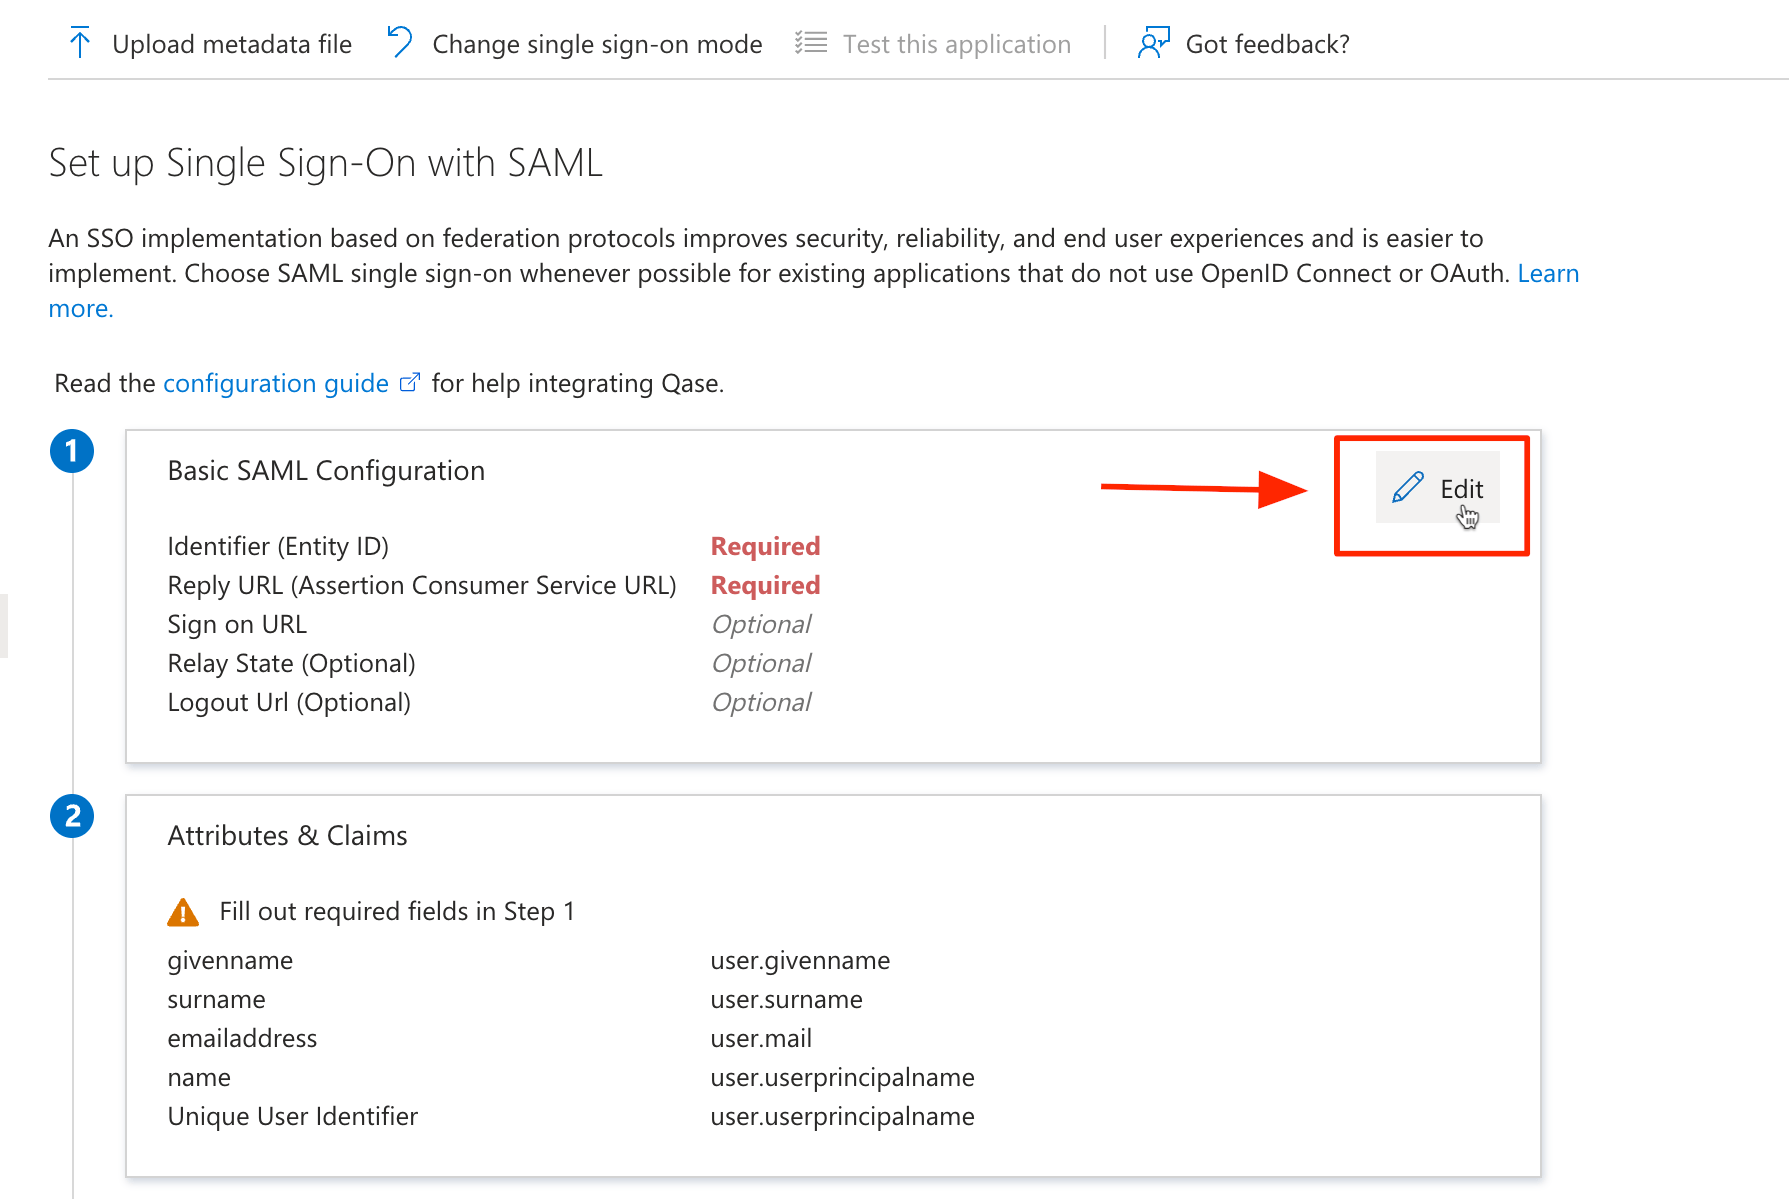 Upload metadata file Change single sign-on mode Test this application Got feedback?
Set up Single Sign-On with SAML
An SSO implementation based on federation protocols improves security, reliability, and end user experiences and is easier to
implement. Choose SAML single sign-on whenever possible for existing applications that do not use OpenID Connect or OAuth. Learn
more.
Read the configuration guide for help integrating Qase.
1
Basic SAML Configuration
Edit
Identifier (Entity ID) Required
Reply URL (Assertion Consumer Service URL) Required
Sign on URL Optional
Relay State (Optional) Optional
Logout Url (Optional) Optional
2
Attributes & Claims
Fill out required fields in Step 1
givenname user.givenname
surname user.surname
emailaddress user.mail
name user.userprincipalname
Unique User Identifier user.userprincipalname